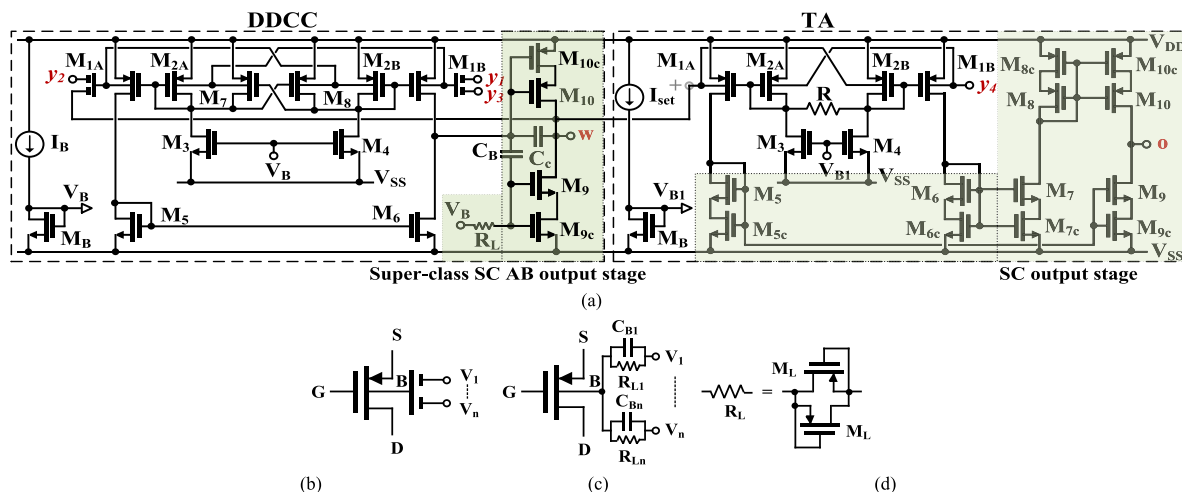 DDCC TA
M1A M2A M7 M8 M2B M1B M10c M1A M2A M2B M1B M8c M10c VDD
y2 y1 y3 M10 + R y4 M8 M10
IB M3 M4 VB VSS CB Cc w Iset M3 M4 VB1 VSS o
VB M5 M6 VB RL M9 VB1 M5 M6 M7 M9
MB M9c MB M5c M6c M7c M9c VSS
Super-class SC AB output stage SC output stage
(a)
S S CB1 V1 ML
G B V1 Vn G B RL1 CBn RL =
D D RLn Vn ML
(b) (c) (d)